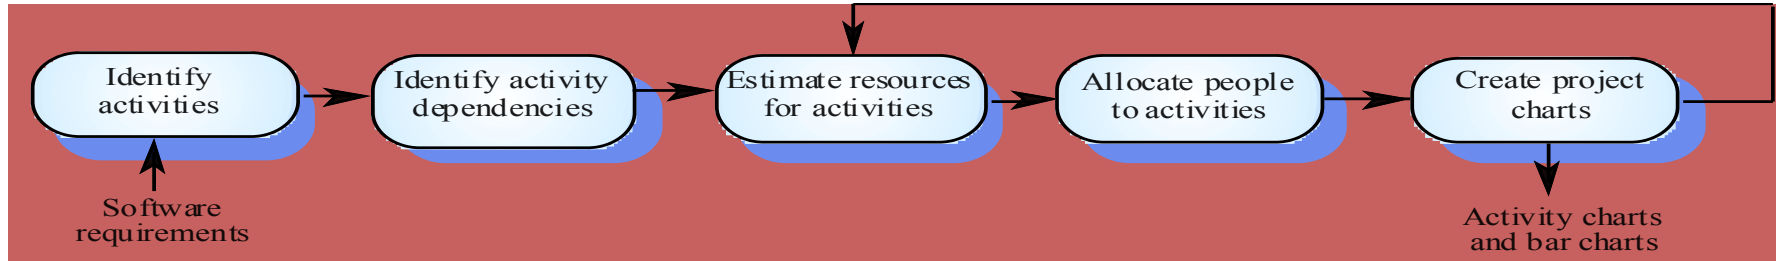 Identify
activities
Identify activity
dependencies
Estimate resources
for activities
Allocate people
to activities
Create project
charts
Software
requirements
Activity charts
and bar charts